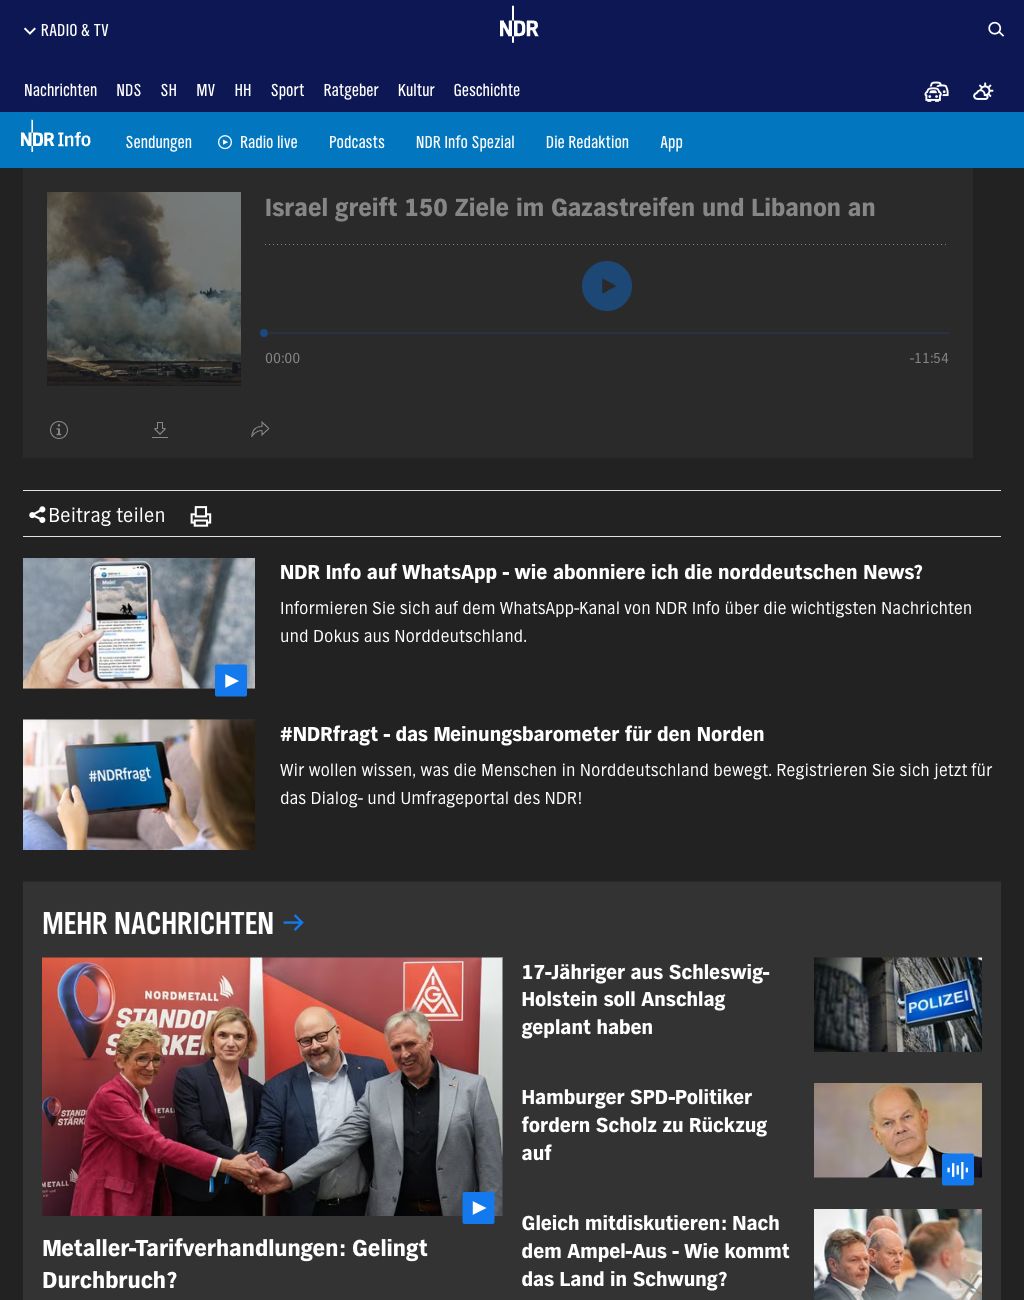 RADIO & TV
NDR
Nachrichten NDS SH MV HH Sport Ratgeber Kultur Geschichte
NDR Info Sendungen Radio live Podcasts NDR Info Spezial Die Redaktion App
Israel greift 150 Ziele im Gazastreifen und Libanon an
00:00 -11:54
Beitrag teilen
NDR Info auf WhatsApp - wie abonniere ich die norddeutschen News?
Informieren Sie sich auf dem WhatsApp-Kanal von NDR Info über die wichtigsten Nachrichten
und Dokus aus Norddeutschland.
#NDRfragt
#NDRfragt - das Meinungsbarometer für den Norden
Wir wollen wissen, was die Menschen in Norddeutschland bewegt. Registrieren Sie sich jetzt für
das Dialog- und Umfrageportal des NDR!
MEHR NACHRICHTEN
NORDMETALL
IGM
Metaller-Tarifverhandlungen: Gelingt
Durchbruch?
17-Jähriger aus Schleswig-
Holstein soll Anschlag
geplant haben
POLIZEI
Hamburger SPD-Politiker
fordern Scholz zu Rückzug
auf
Gleich mitdiskutieren: Nach
dem Ampel-Aus - Wie kommt
das Land in Schwung?